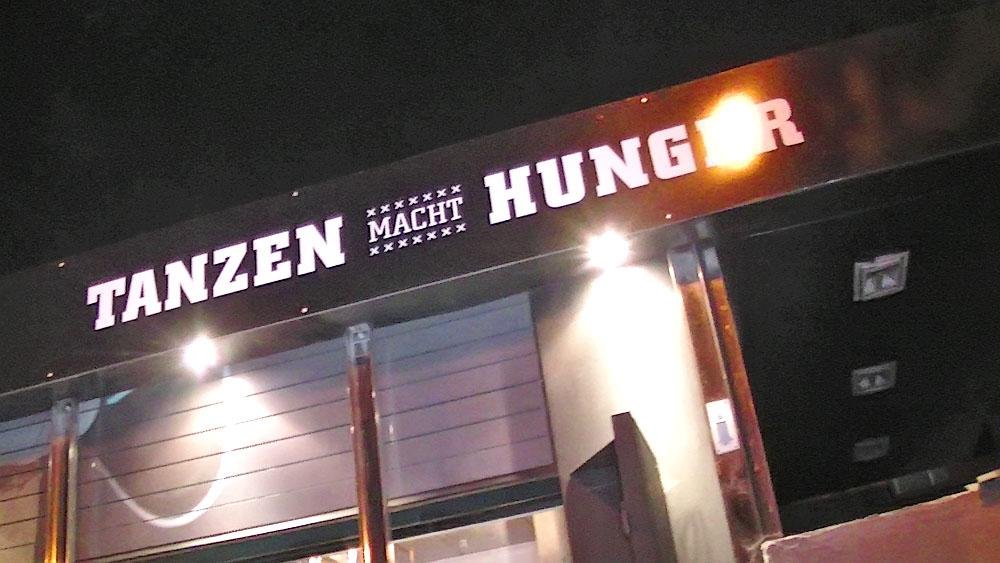 TANZEN MACHT HUNGER